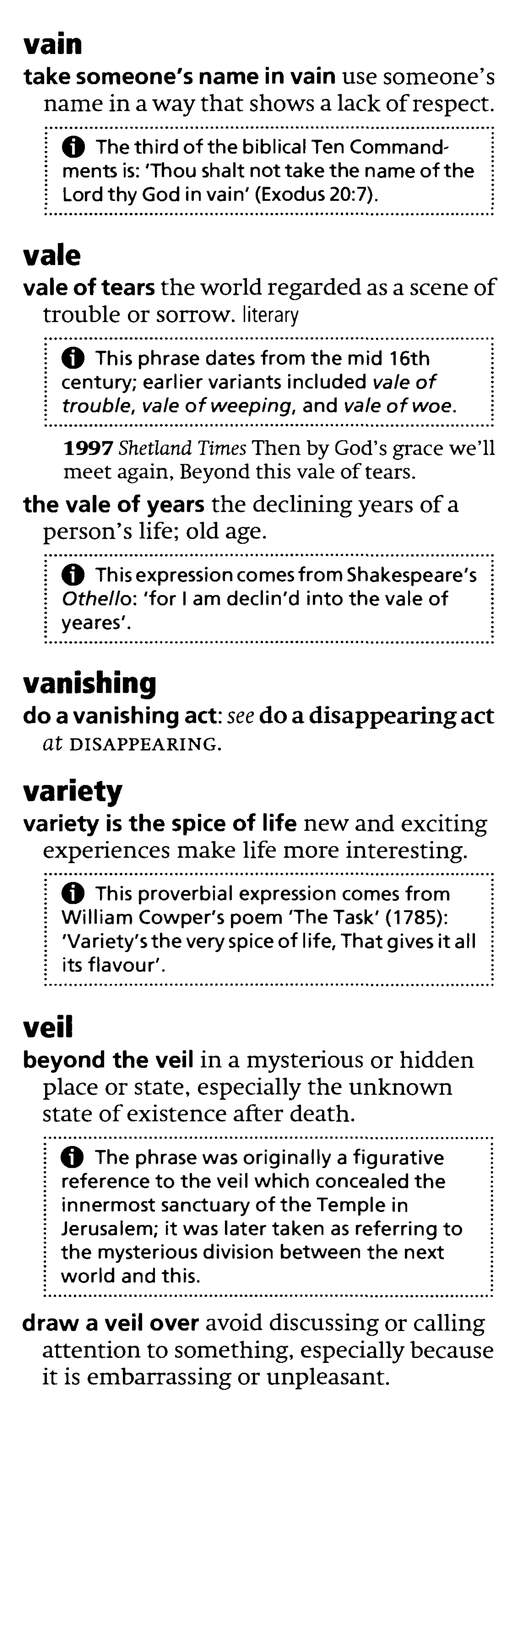 vain
take someone's name in vain use someone's
name in a way that shows a lack of respect.
The third of the biblical Ten Command-
ments is: 'Thou shalt not take the name of the
Lord thy God in vain' (Exodus 20:7).
vale
vale of tears the world regarded as a scene of
trouble or sorrow. literary
This phrase dates from the mid 16th
century; earlier variants included vale of
trouble, vale of weeping, and vale of woe.
1997 Shetland Times Then by God's grace we'll
meet again, Beyond this vale of tears.
the vale of years the declining years of a
person's life; old age.
This expression comes from Shakespeare's
Othello: 'for I am declin'd into the vale of
yeares'.
vanishing
do a vanishing act: see do a disappearing act
at DISAPPEARING.
variety
variety is the spice of life new and exciting
experiences make life more interesting.
This proverbial expression comes from
William Cowper's poem 'The Task' (1785):
'Variety's the very spice of life, That gives it all
its flavour'.
veil
beyond the veil in a mysterious or hidden
place or state, especially the unknown
state of existence after death.
The phrase was originally a figurative
reference to the veil which concealed the
innermost sanctuary of the Temple in
Jerusalem; it was later taken as referring to
the mysterious division between the next
world and this.
draw a veil over avoid discussing or calling
attention to something, especially because
it is embarrassing or unpleasant.